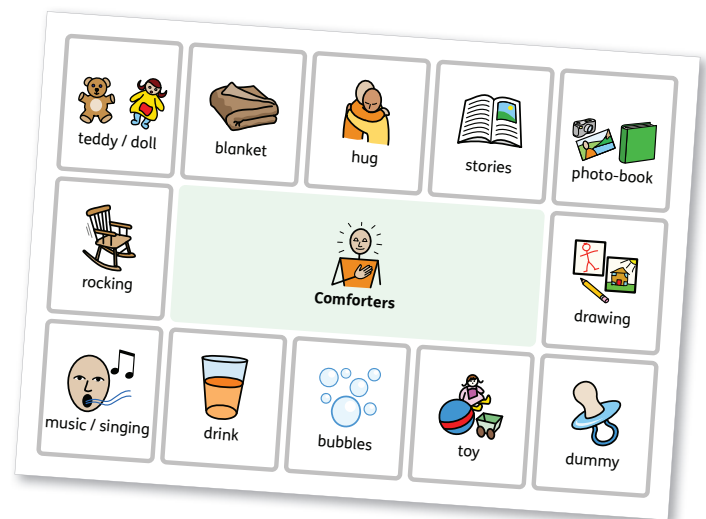 teddy / doll
blanket
hug
stories
photo-book
rocking
Comforters
drawing
music / singing
drink
bubbles
toy
dummy